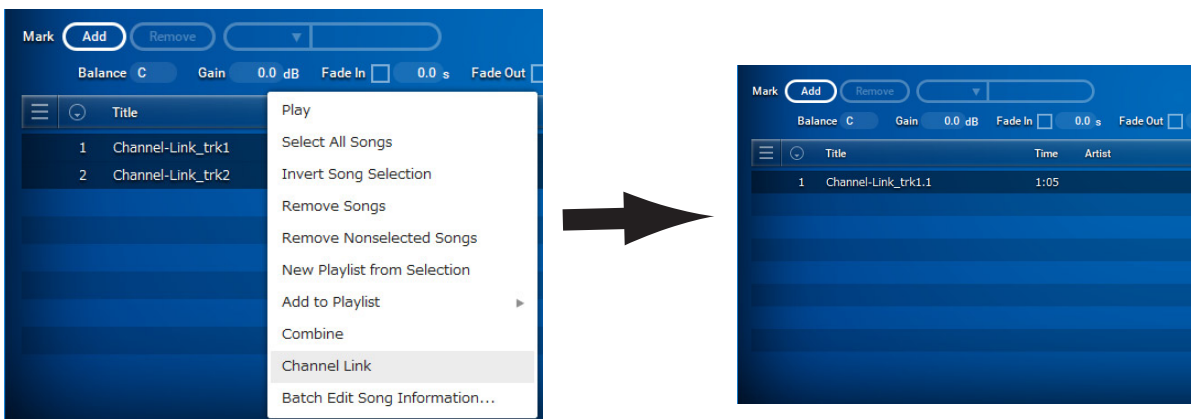 Mark Add Remove
Balance C Gain 0.0 dB Fade In 0.0 s Fade Out
Title
1 Channel-Link_trk1
2 Channel-Link_trk2
Play
Select All Songs
Invert Song Selection
Remove Songs
Remove Nonselected Songs
New Playlist from Selection
Add to Playlist
Combine
Channel Link
Batch Edit Song Information...
Mark Add Remove
Balance C Gain 0.0 dB Fade In 0.0 s Fade Out
Title Time Artist
1 Channel-Link_trk1.1 1:05